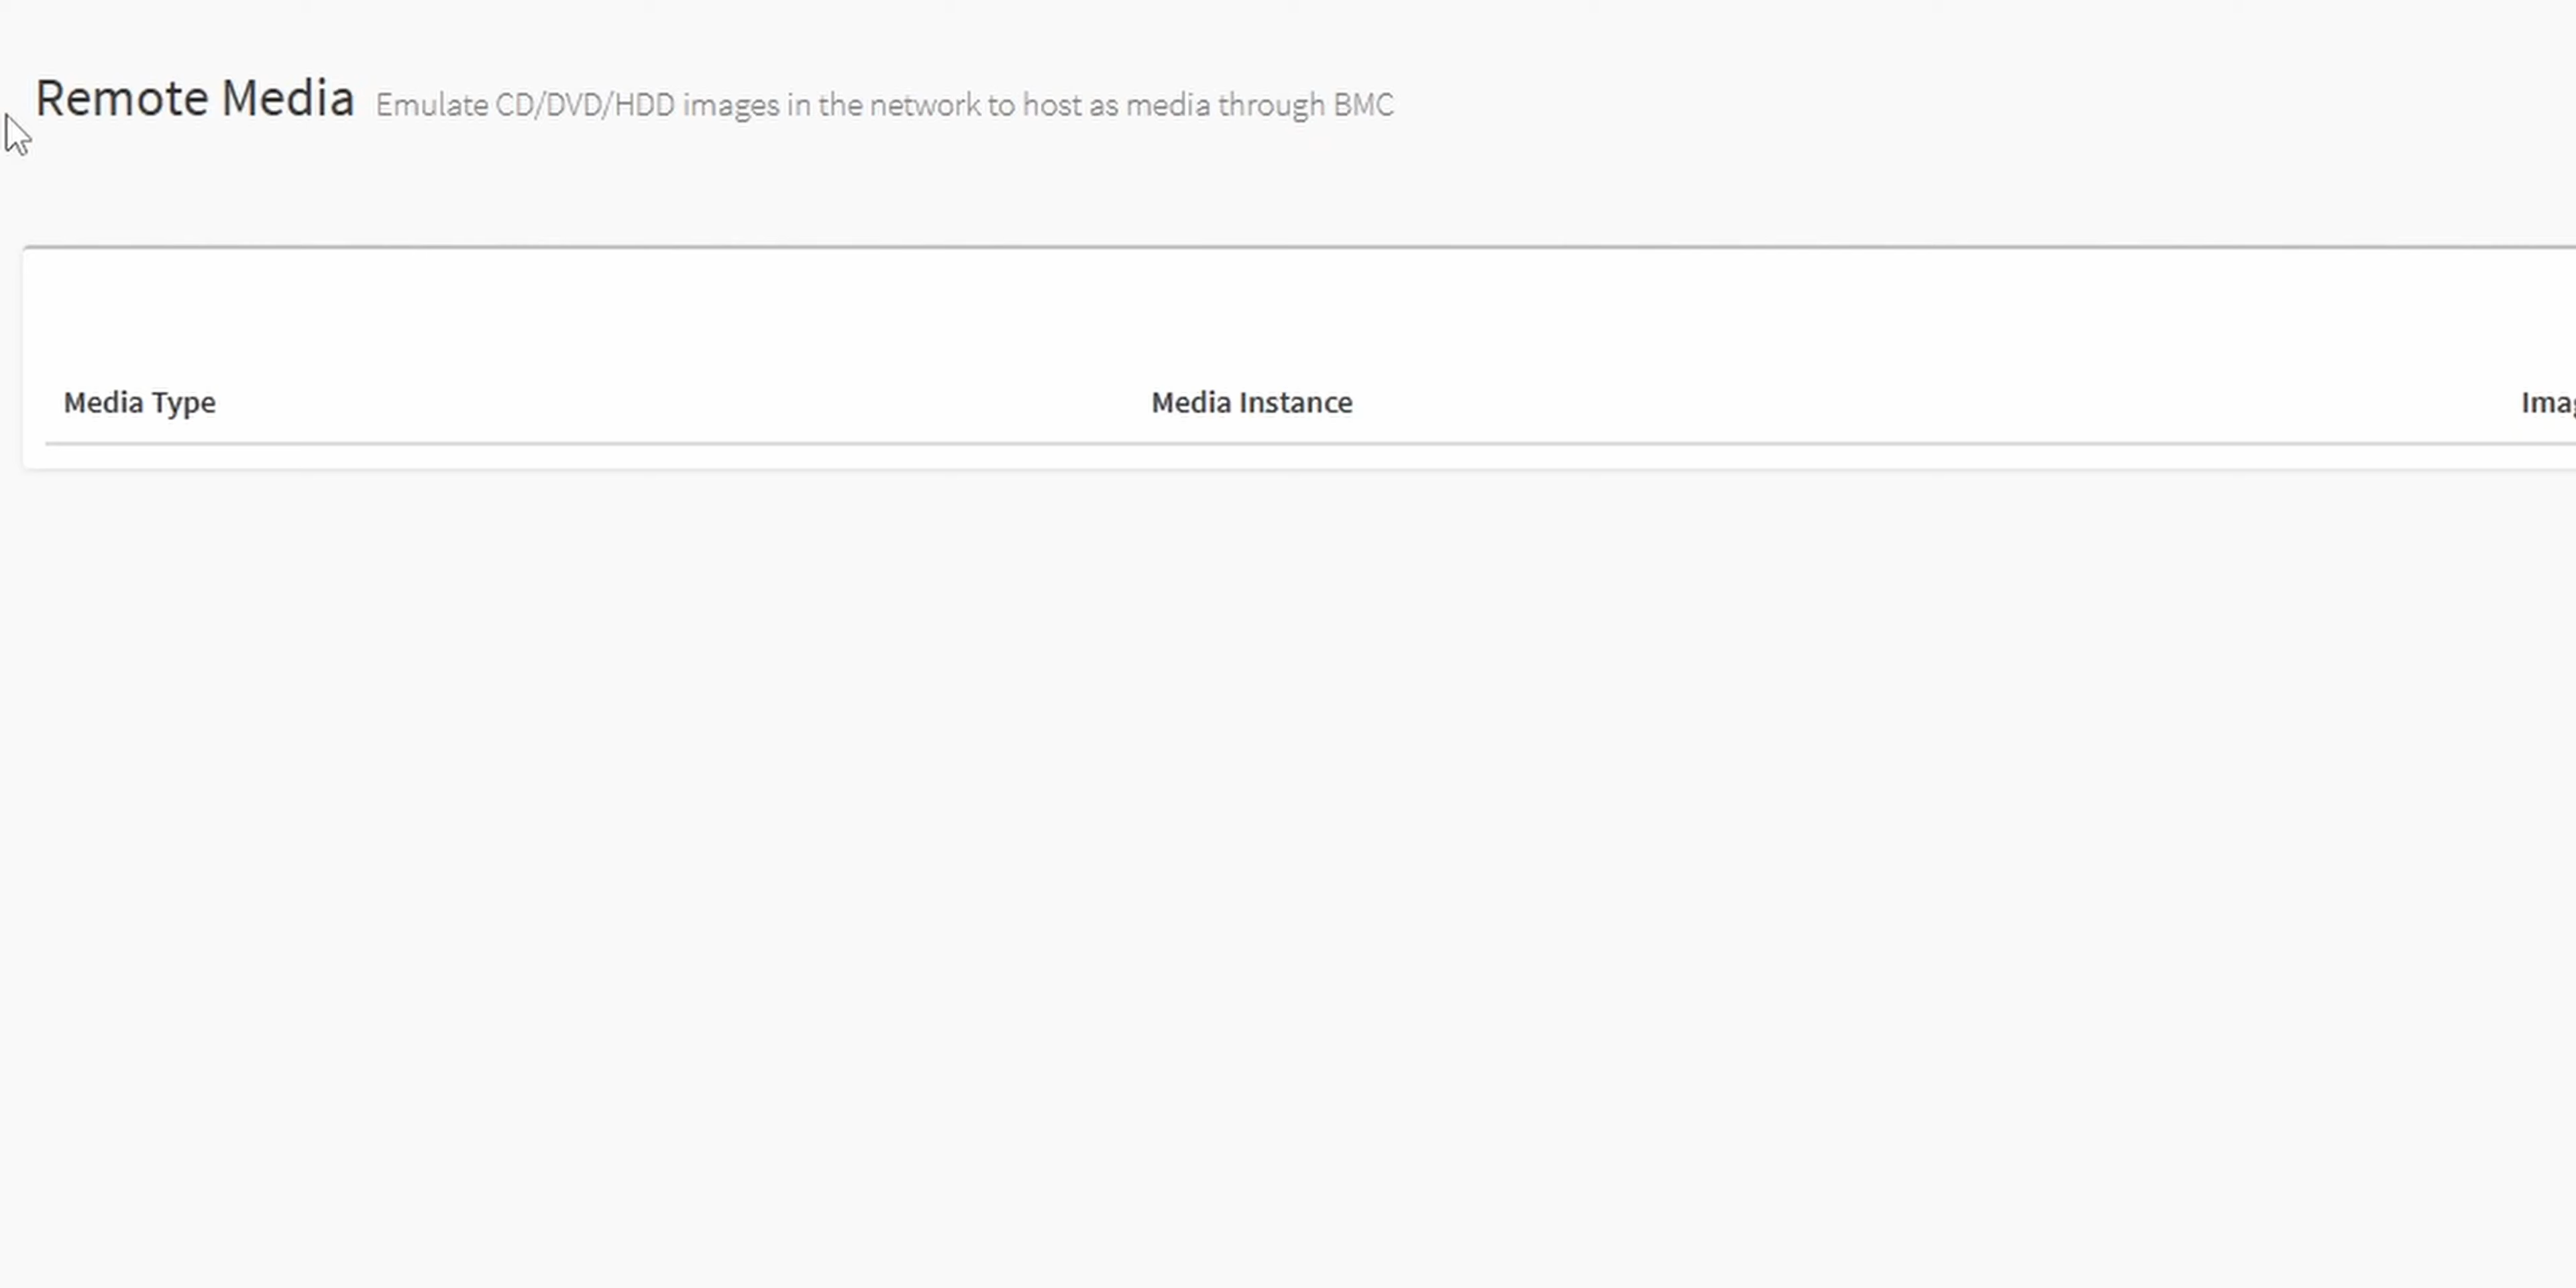 Remote Media Emulate CD/DVD/HDD images in the network to host as media through BMC
Media Type Media Instance Imag